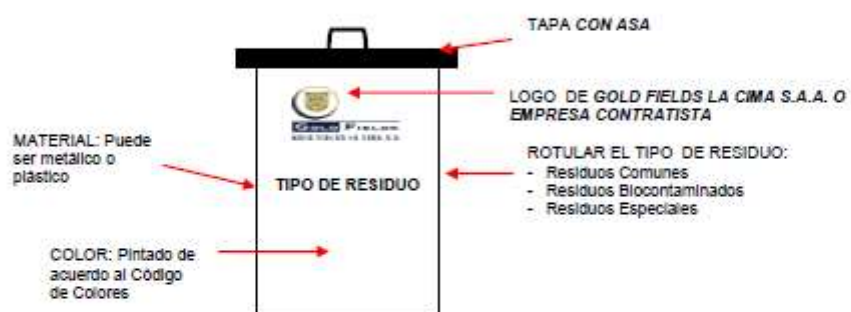 TAPA CON ASA
LOGO DE GOLD FIELDS LA CIMA S.A.A. O
EMPRESA CONTRATISTA
GOLD FIELDS
MATERIAL: Puede
ser metálico o
plástico
ROTULAR EL TIPO DE RESIDUO:
- Residuos Comunes
- Residuos Biocontaminados
- Residuos Especiales
TIPO DE RESIDUO
COLOR: Pintado de
acuerdo al Código
de Colores